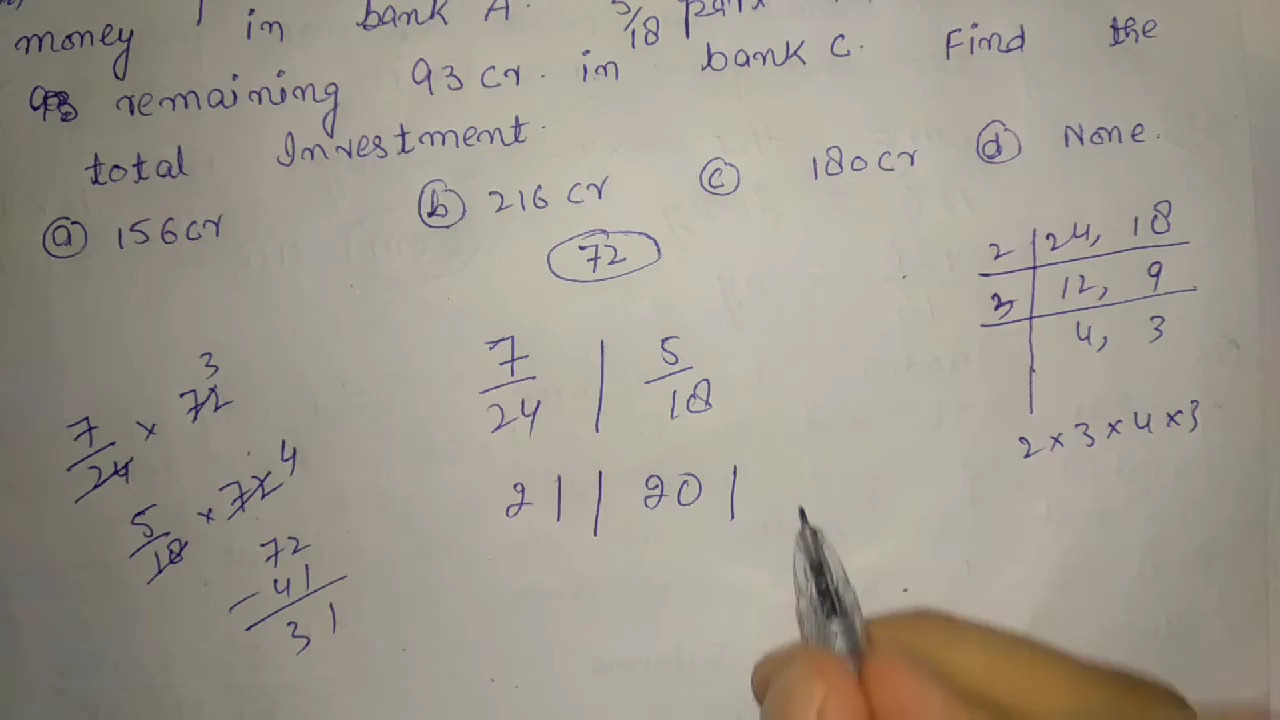 money in bank A. 5/18 part
remaining 93 cr. in bank C. Find the
total Investment.
(a) 156 cr (b) 216 cr (c) 180 cr (d) None.
72
2 | 24, 18
3 | 12, 9
4, 3
2 x 3 x 4 x 3
7/24 | 5/18
21 | 20 |
7/24 x 72 3
5/18 x 72 4
72
- 41
31